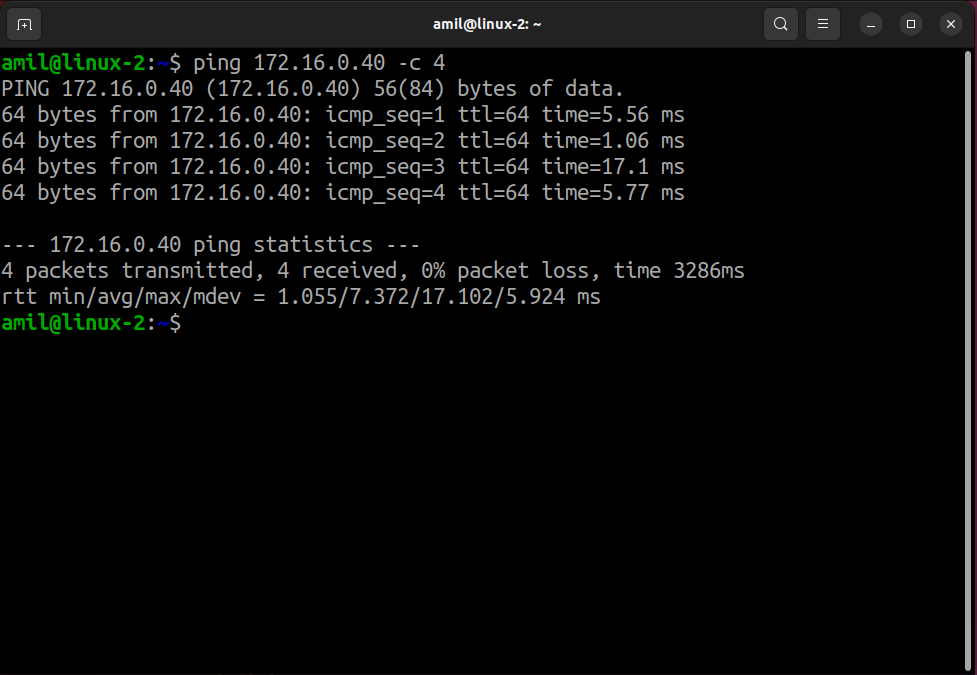 amil@linux-2: ~
amil@linux-2:~$ ping 172.16.0.40 -c 4
PING 172.16.0.40 (172.16.0.40) 56(84) bytes of data.
64 bytes from 172.16.0.40: icmp_seq=1 ttl=64 time=5.56 ms
64 bytes from 172.16.0.40: icmp_seq=2 ttl=64 time=1.06 ms
64 bytes from 172.16.0.40: icmp_seq=3 ttl=64 time=17.1 ms
64 bytes from 172.16.0.40: icmp_seq=4 ttl=64 time=5.77 ms
--- 172.16.0.40 ping statistics ---
4 packets transmitted, 4 received, 0% packet loss, time 3286ms
rtt min/avg/max/mdev = 1.055/7.372/17.102/5.924 ms
amil@linux-2:~$